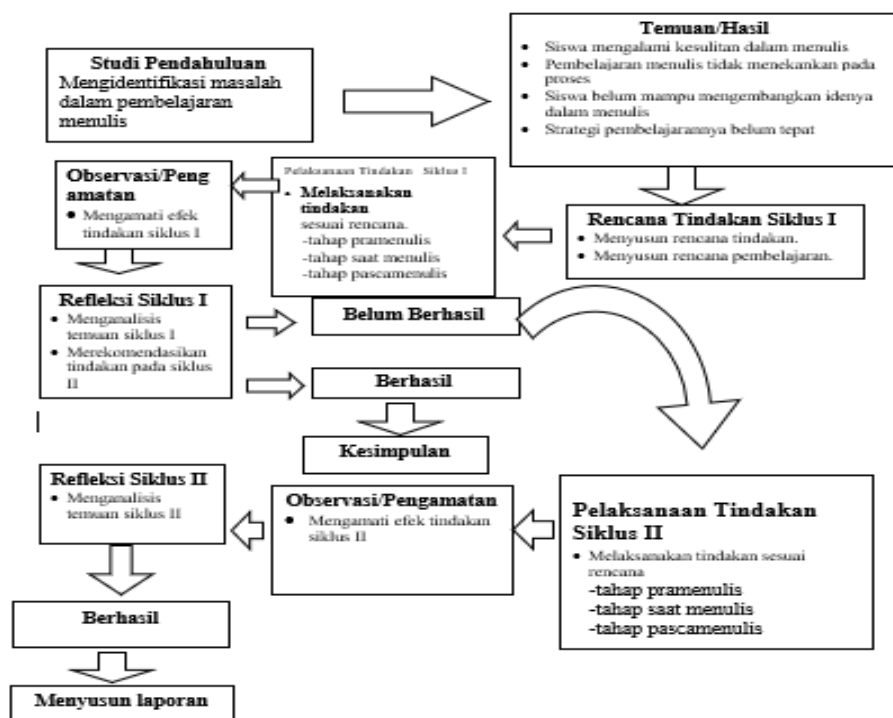 Studi Pendahuluan
Mengidentifikasi masalah
dalam pembelajaran
menulis
Temuan/Hasil
• Siswa mengalami kesulitan dalam menulis
• Pembelajaran menulis tidak menekankan pada
proses
• Siswa belum mampu mengembangkan idenya
dalam menulis
• Strategi pembelajarannya belum tepat
Rencana Tindakan Siklus I
• Menyusun rencana tindakan.
• Menyusun rencana pembelajaran.
Pelaksanaan Tindakan Siklus I
• Melaksanakan
tindakan
sesuai rencana.
-tahap pramenulis
-tahap saat menulis
-tahap pascamenulis
Observasi/Peng
amatan
• Mengamati efek
tindakan siklus I
Refleksi Siklus I
• Menganalisis
temuan siklus I
• Merekomendasikan
tindakan pada siklus
II
Belum Berhasil
Berhasil
Kesimpulan
Pelaksanaan Tindakan
Siklus II
• Melaksanakan tindakan sesuai
rencana
-tahap pramenulis
-tahap saat menulis
-tahap pascamenulis
Observasi/Pengamatan
• Mengamati efek tindakan
siklus II
Refleksi Siklus II
• Menganalisis
temuan siklus II
Berhasil
Menyusun laporan